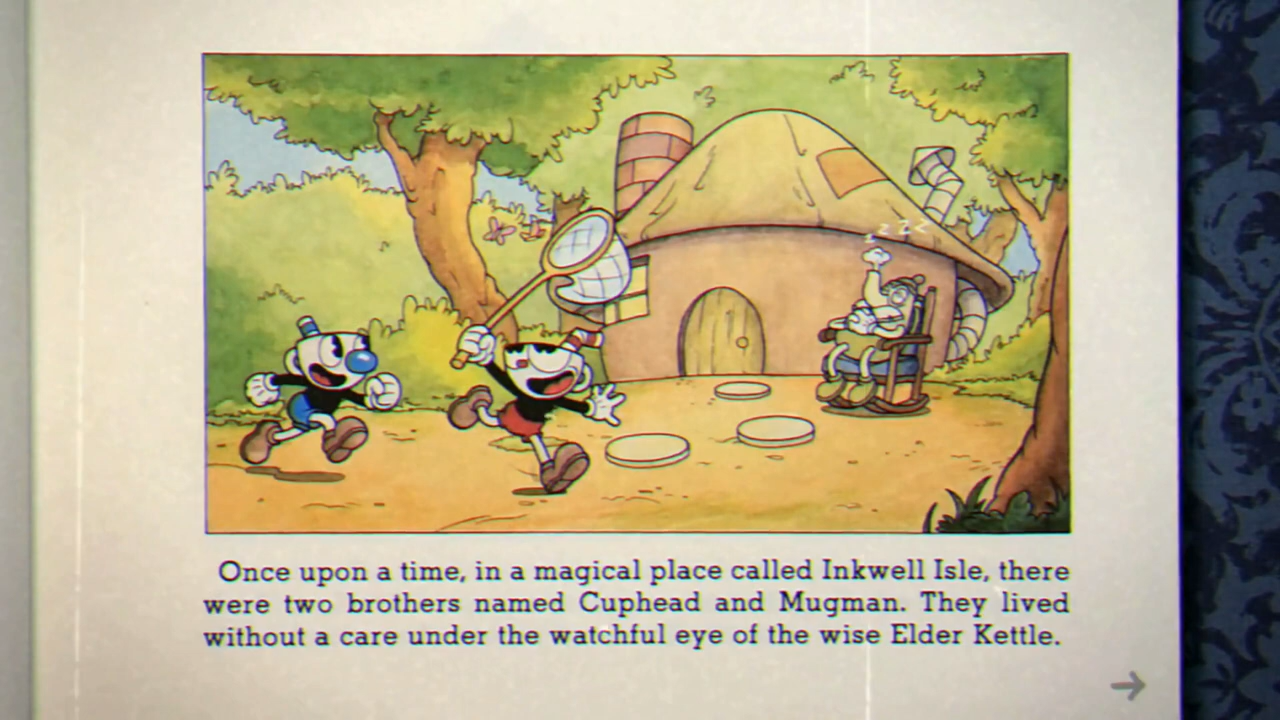 z z z z
Once upon a time, in a magical place called Inkwell Isle, there
were two brothers named Cuphead and Mugman. They lived
without a care under the watchful eye of the wise Elder Kettle.